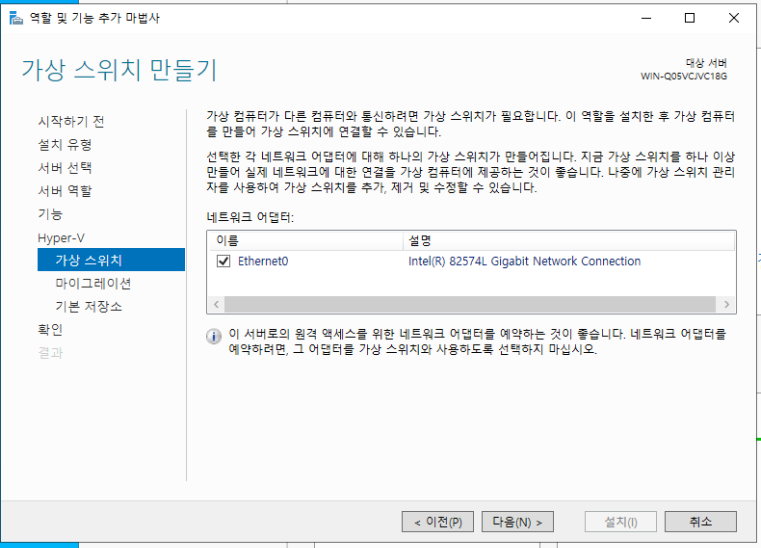 역할 및 기능 추가 마법사
가상 스위치 만들기
대상 서버
WIN-Q05VCJVC18G
시작하기 전
설치 유형
서버 선택
서버 역할
기능
Hyper-V
가상 스위치
마이그레이션
기본 저장소
확인
결과
가상 컴퓨터가 다른 컴퓨터와 통신하려면 가상 스위치가 필요합니다. 이 역할을 설치한 후 가상 컴퓨터
를 만들어 가상 스위치에 연결할 수 있습니다.
선택한 각 네트워크 어댑터에 대해 하나의 가상 스위치가 만들어집니다. 지금 가상 스위치를 하나 이상
만들어 실제 네트워크에 대한 연결을 가상 컴퓨터에 제공하는 것이 좋습니다. 나중에 가상 스위치 관리
자를 사용하여 가상 스위치를 추가, 제거 및 수정할 수 있습니다.
네트워크 어댑터:
이름 설명
Ethernet0 Intel(R) 82574L Gigabit Network Connection
이 서버로의 원격 액세스를 위한 네트워크 어댑터를 예약하는 것이 좋습니다. 네트워크 어댑터를
예약하려면, 그 어댑터를 가상 스위치와 사용하도록 선택하지 마십시오.
< 이전(P) 다음(N) > 설치(I) 취소